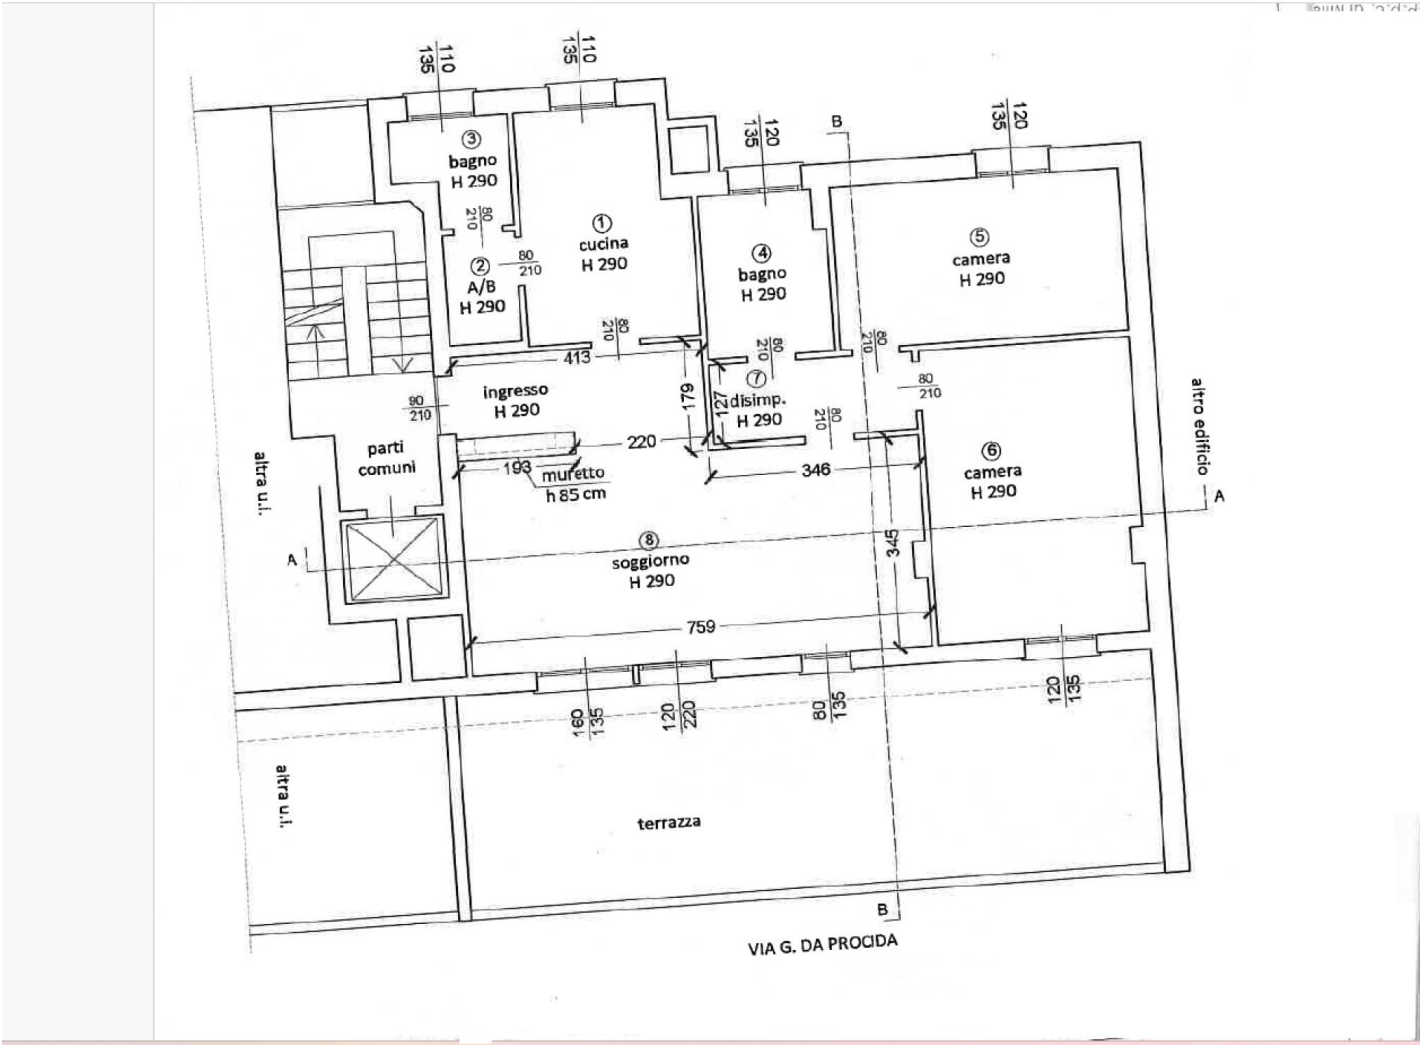 110
135
110
135
120
135
120
135
B
③
bagno
H 290
80
210
①
cucina
H 290
80
210
②
A/B
H 290
④
bagno
H 290
⑤
camera
H 290
80
210
80
210
80
210
413
ingresso
H 290
90
210
179
127
⑦
disimp.
H 290
80
210
80
210
220
346
193
muretto
h 85 cm
parti
comuni
altra u.i.
⑥
camera
H 290
altro edificio
A
A
345
⑧
soggiorno
H 290
759
160
135
120
220
80
135
120
135
altra u.i.
terrazza
B
VIA G. DA PROCIDA